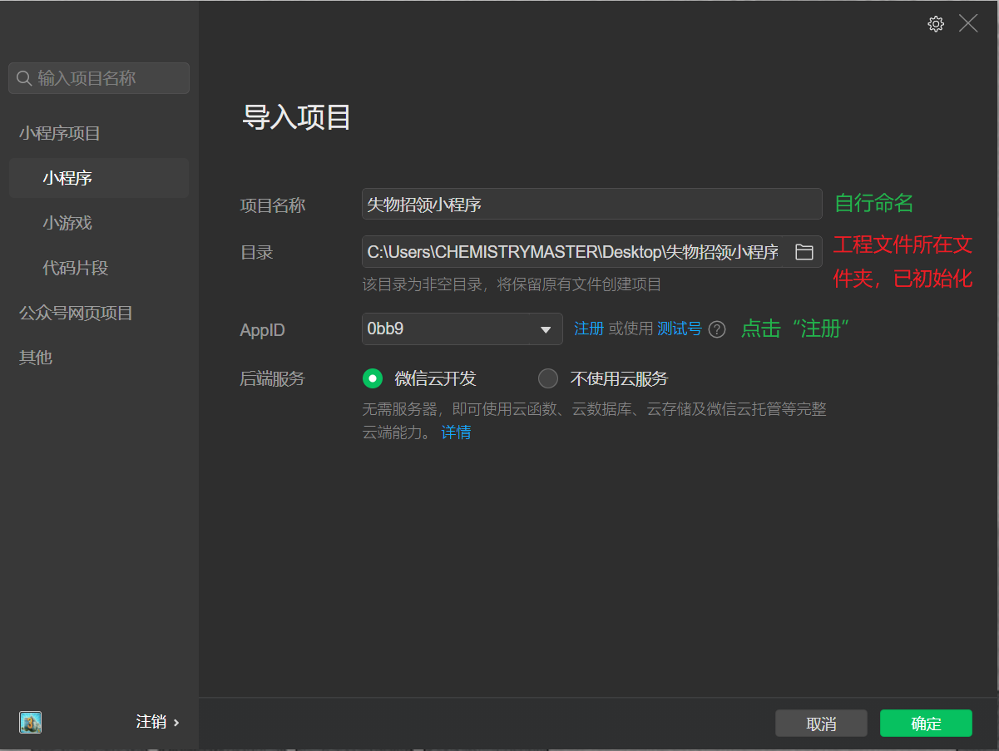 输入项目名称
小程序项目
小程序
小游戏
代码片段
公众号网页项目
其他
注销
导入项目
项目名称
失物招领小程序
自行命名
目录
C:\Users\CHEMISTRYMASTER\Desktop\失物招领小程序
工程文件所在文
件夹，已初始化
该目录为非空目录，将保留原有文件创建项目
AppID
0bb9
注册 或使用 测试号 ?
点击“注册”
后端服务
微信云开发
不使用云服务
无需服务器，即可使用云函数、云数据库、云存储及微信云托管等完整
云端能力。 详情
取消
确定